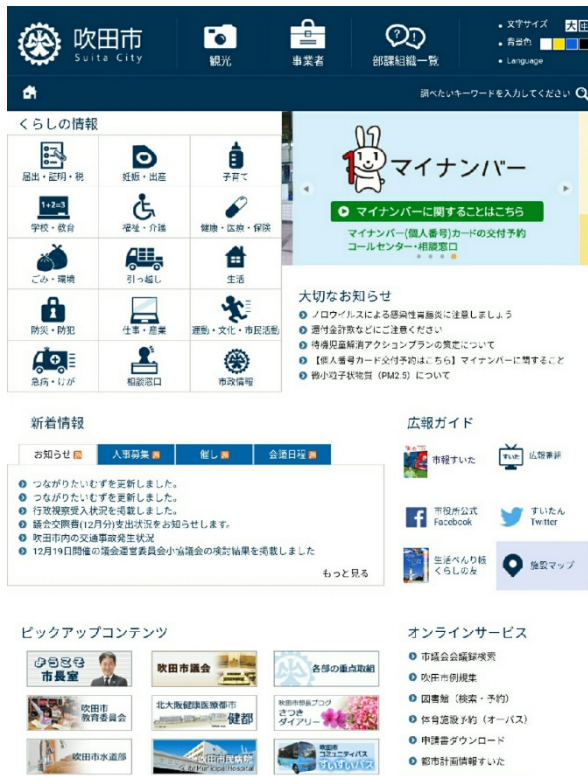 吹田市
Suita City
観光
事業者
部課組織一覧
文字サイズ 大 中
背景色
Language
調べたいキーワードを入力してください
くらしの情報
届出・証明・税
妊娠・出産
子育て
1+2=3
学校・教育
福祉・介護
健康・医療・保険
ごみ・環境
引っ越し
生活
防災・防犯
仕事・産業
運動・文化・市民活動
急病・けが
相談窓口
市政情報
マイナンバー
マイナンバーに関することはこちら
マイナンバー(個人番号)カードの交付予約
コールセンター・相談窓口
大切なお知らせ
ノロウイルスによる感染性胃腸炎に注意しましょう
還付金詐欺などにご注意ください
待機児童解消アクションプランの策定について
【個人番号カード交付予約はこちら】マイナンバーに関すること
微小粒子状物質（PM2.5）について
新着情報
お知らせ
人事募集
催し
会議日程
つながりたいむずを更新しました。
つながりたいむずを更新しました。
行政視察受入状況を掲載しました。
議会交際費(12月分)支出状況をお知らせします。
吹田市内の交通事故発生状況
12月19日開催の議会運営委員会小協議会の検討結果を掲載しました
もっと見る
広報ガイド
市報すいた
すいた
広報番組
市役所公式
Facebook
すいたん
Twitter
生活べんり帳
くらしの友
施設マップ
ピックアップコンテンツ
ようこそ
市長室
吹田市議会
各部の重点取組
吹田市
教育委員会
北大阪健康医療都市
健都
吹田市部長ブログ
さつき
ダイアリー
吹田市水道部
吹田市民病院
Suita Municipal Hospital
吹田市
コミュニティバス
すいすいバス
オンラインサービス
市議会会議録検索
吹田市例規集
図書館（検索・予約）
体育施設予約（オーパス）
申請書ダウンロード
都市計画情報すいた